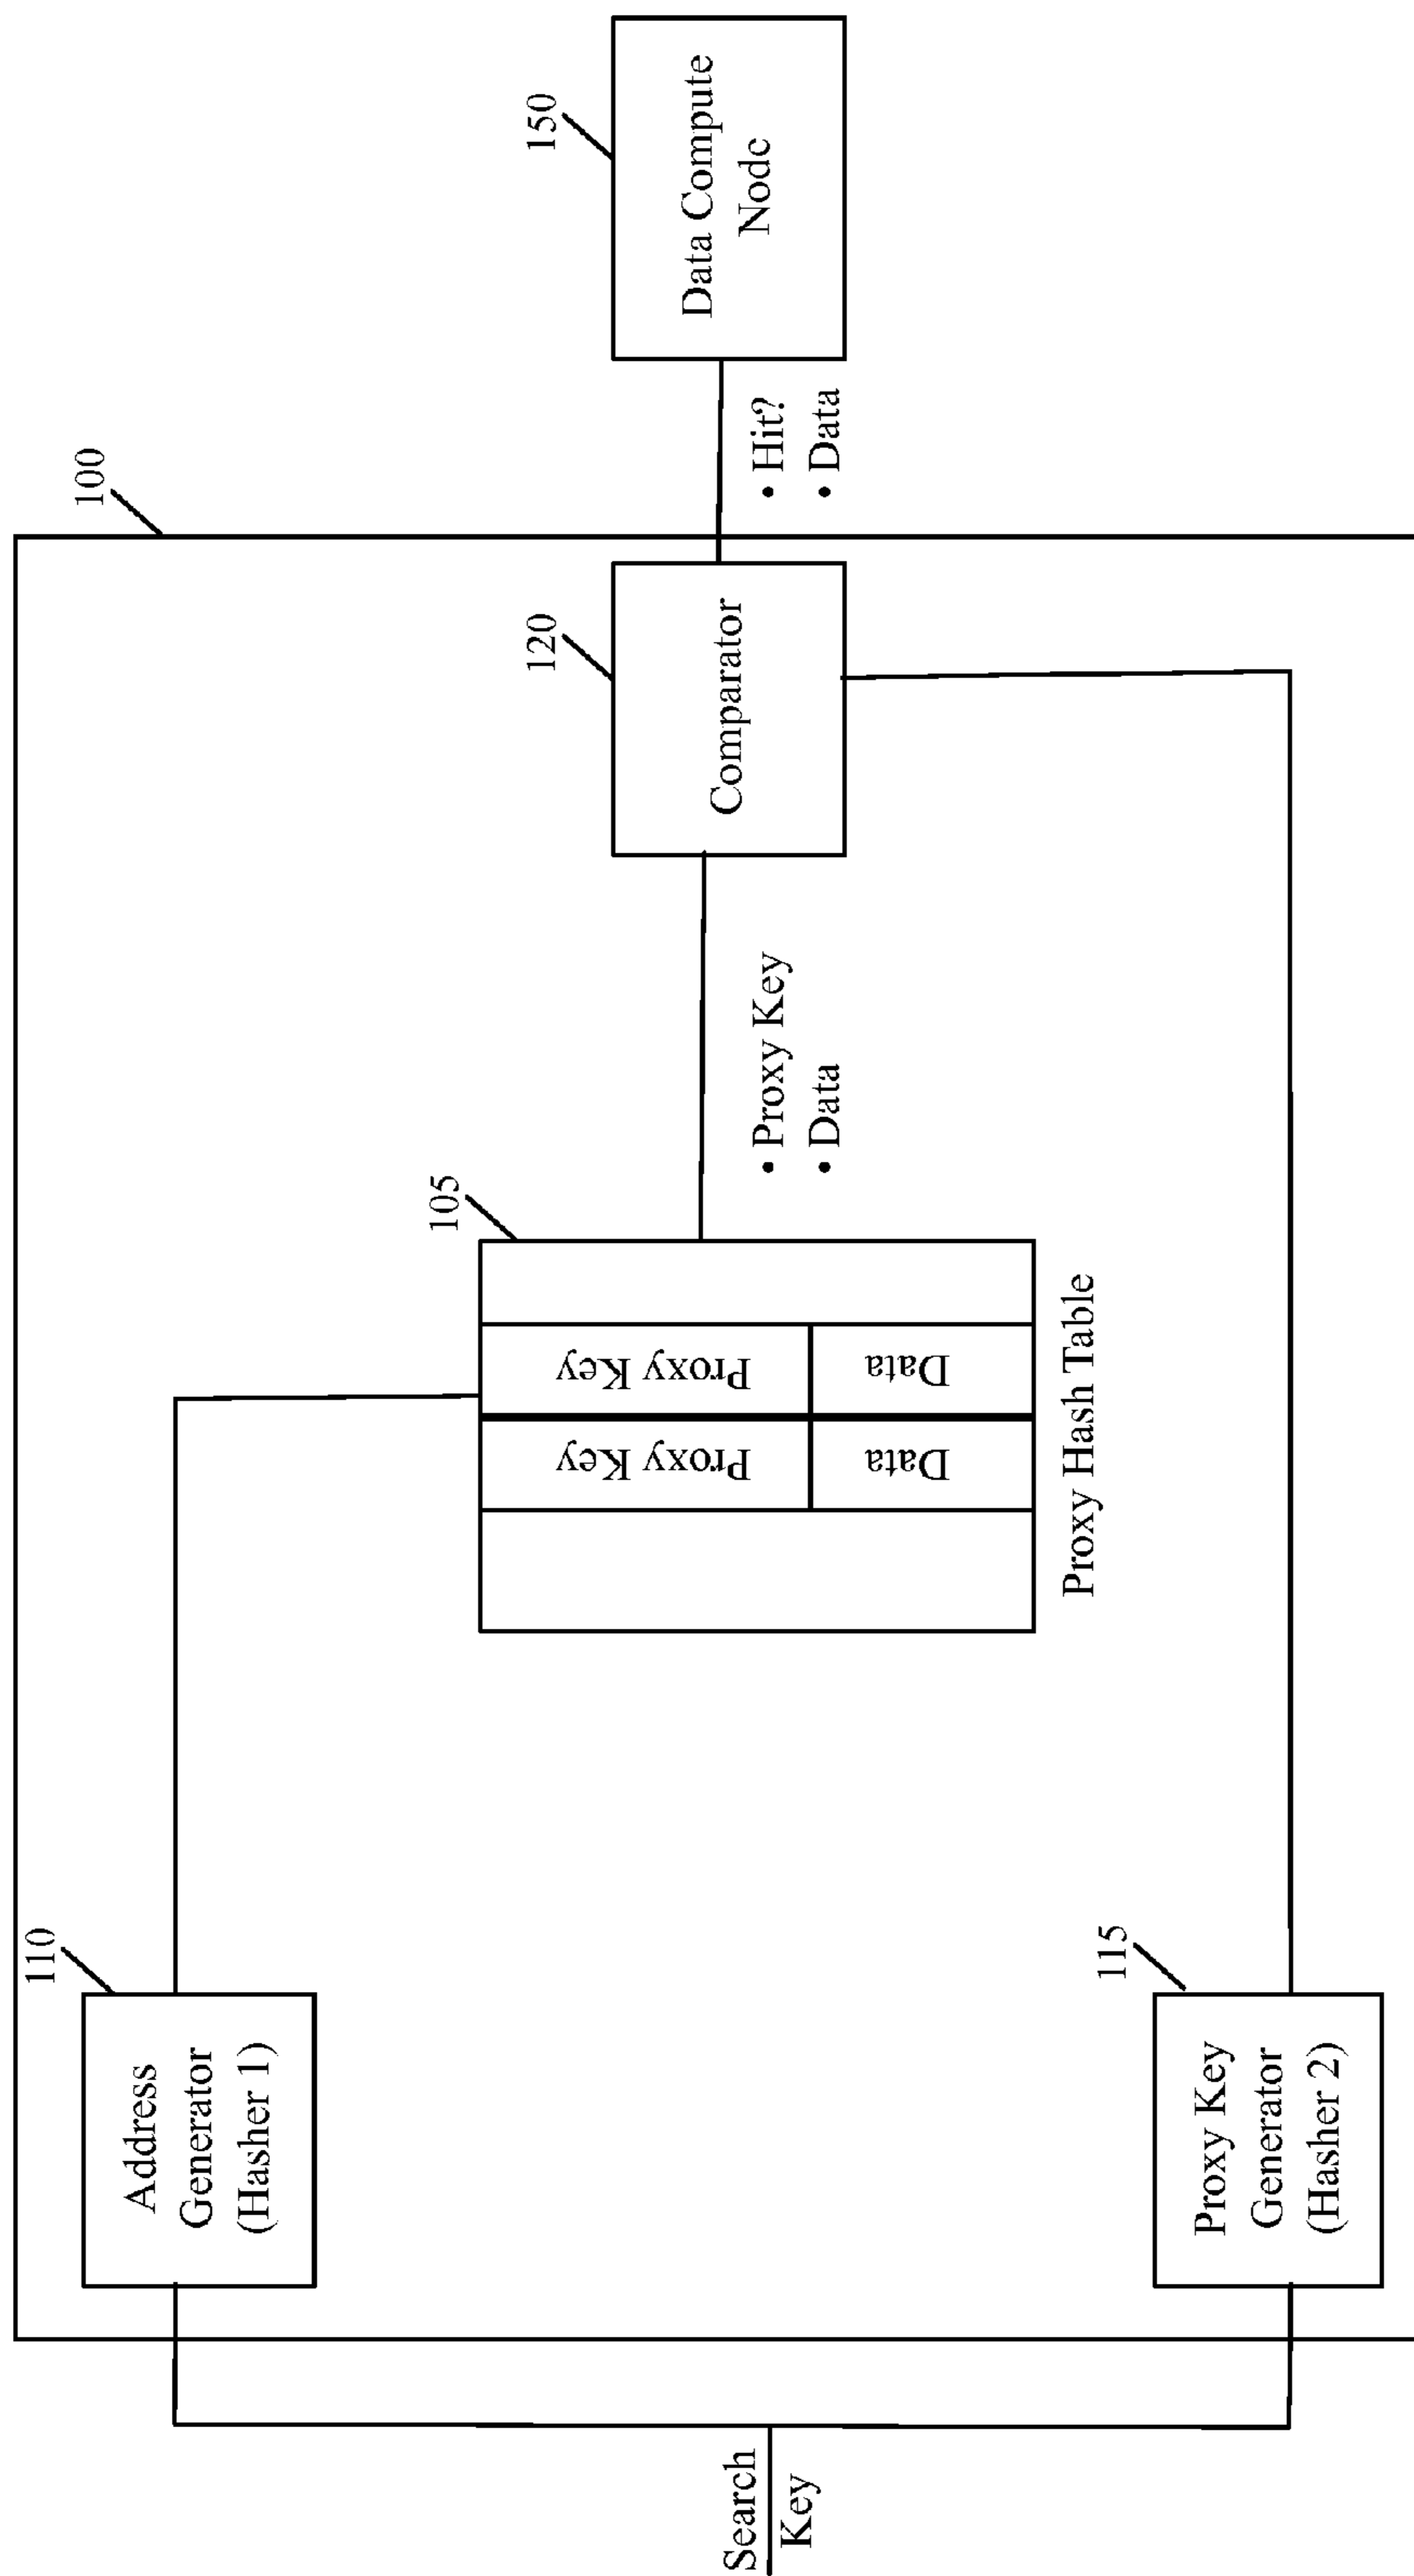 100
110
Address
Generator
(Hasher 1)
Search
Key
115
Proxy Key
Generator
(Hasher 2)
105
Proxy Key
Data
Proxy Key
Data
Proxy Hash Table
• Proxy Key
• Data
120
Comparator
• Hit?
• Data
150
Data Compute
Node